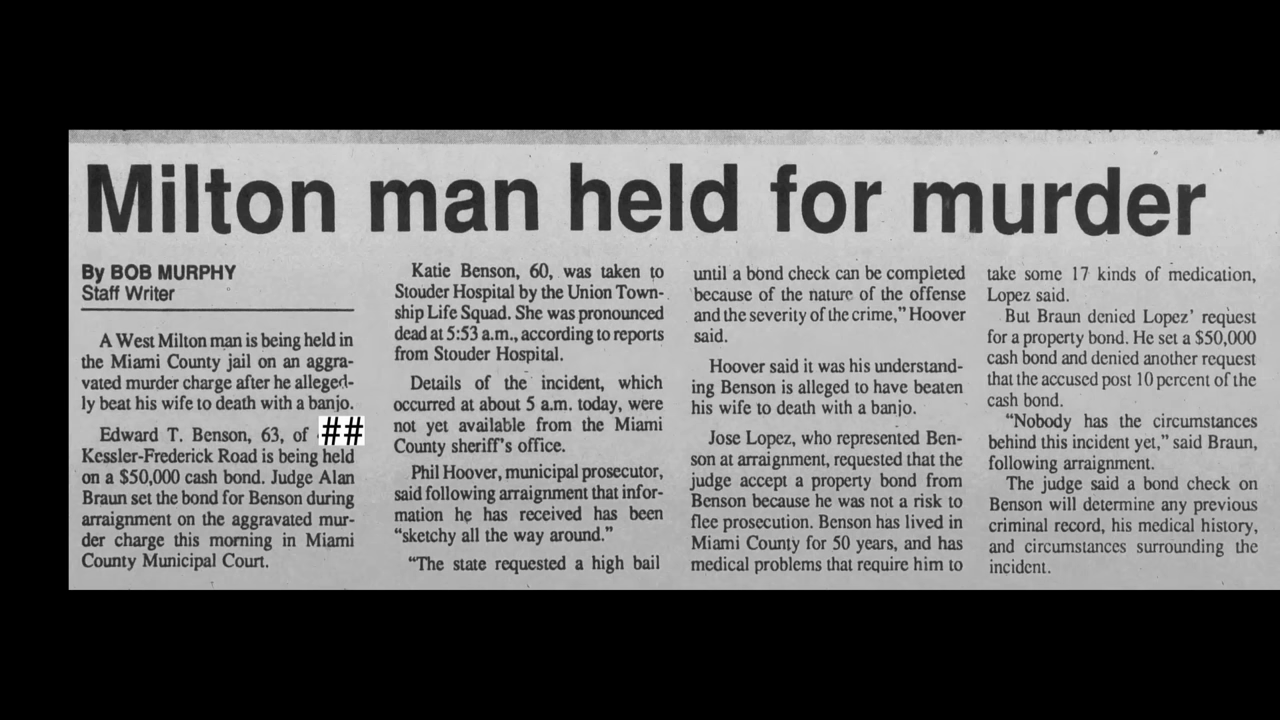 Milton man held for murder
By BOB MURPHY
Staff Writer
A West Milton man is being held in
the Miami County jail on an aggra-
vated murder charge after he alleged-
ly beat his wife to death with a banjo.
Edward T. Benson, 63, of ##
Kessler-Frederick Road is being held
on a $50,000 cash bond. Judge Alan
Braun set the bond for Benson during
arraignment on the aggravated mur-
der charge this morning in Miami
County Municipal Court.
Katie Benson, 60, was taken to
Stouder Hospital by the Union Town-
ship Life Squad. She was pronounced
dead at 5:53 a.m., according to reports
from Stouder Hospital.
Details of the incident, which
occurred at about 5 a.m. today, were
not yet available from the Miami
County sheriff's office.
Phil Hoover, municipal prosecutor,
said following arraignment that infor-
mation he has received has been
“sketchy all the way around.”
“The state requested a high bail
until a bond check can be completed
because of the nature of the offense
and the severity of the crime,” Hoover
said.
Hoover said it was his understand-
ing Benson is alleged to have beaten
his wife to death with a banjo.
Jose Lopez, who represented Ben-
son at arraignment, requested that the
judge accept a property bond from
Benson because he was not a risk to
flee prosecution. Benson has lived in
Miami County for 50 years, and has
medical problems that require him to
take some 17 kinds of medication,
Lopez said.
But Braun denied Lopez' request
for a property bond. He set a $50,000
cash bond and denied another request
that the accused post 10 percent of the
cash bond.
“Nobody has the circumstances
behind this incident yet,” said Braun,
following arraignment.
The judge said a bond check on
Benson will determine any previous
criminal record, his medical history,
and circumstances surrounding the
incident.